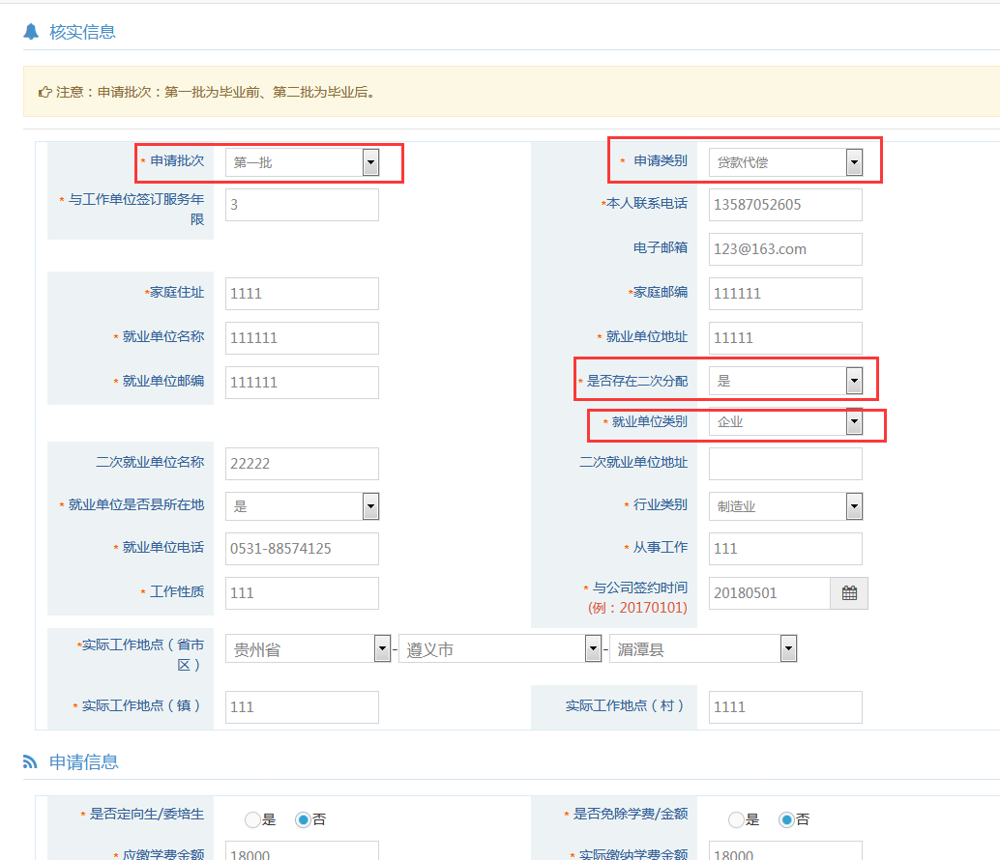 核实信息
注意：申请批次：第一批为毕业前、第二批为毕业后。
* 申请批次 第一批 * 申请类别 贷款代偿
* 与工作单位签订服务年
限
3 *本人联系电话 13587052605
电子邮箱 123@163.com
*家庭住址 1111 *家庭邮编 111111
* 就业单位名称 111111 * 就业单位地址 11111
* 就业单位邮编 111111 * 是否存在二次分配 是
* 就业单位类别 企业
二次就业单位名称 22222 二次就业单位地址
* 就业单位是否县所在地 是 * 行业类别 制造业
* 就业单位电话 0531-88574125 * 从事工作 111
* 工作性质 111 * 与公司签约时间
(例：20170101)
20180501
*实际工作地点（省市
区）
贵州省 - 遵义市 - 湄潭县
* 实际工作地点（镇） 111 实际工作地点（村） 1111
申请信息
* 是否定向生/委培生 是 否 * 是否免除学费/金额 是 否
* 应缴学费金额 18000 * 实际缴纳学费金额 18000